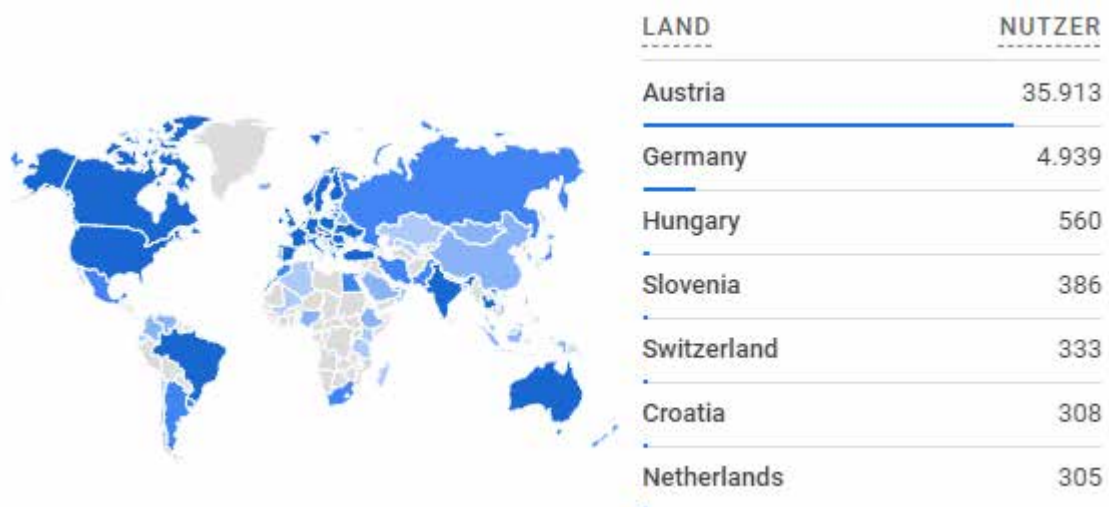 LAND NUTZER
Austria 35.913
Germany 4.939
Hungary 560
Slovenia 386
Switzerland 333
Croatia 308
Netherlands 305